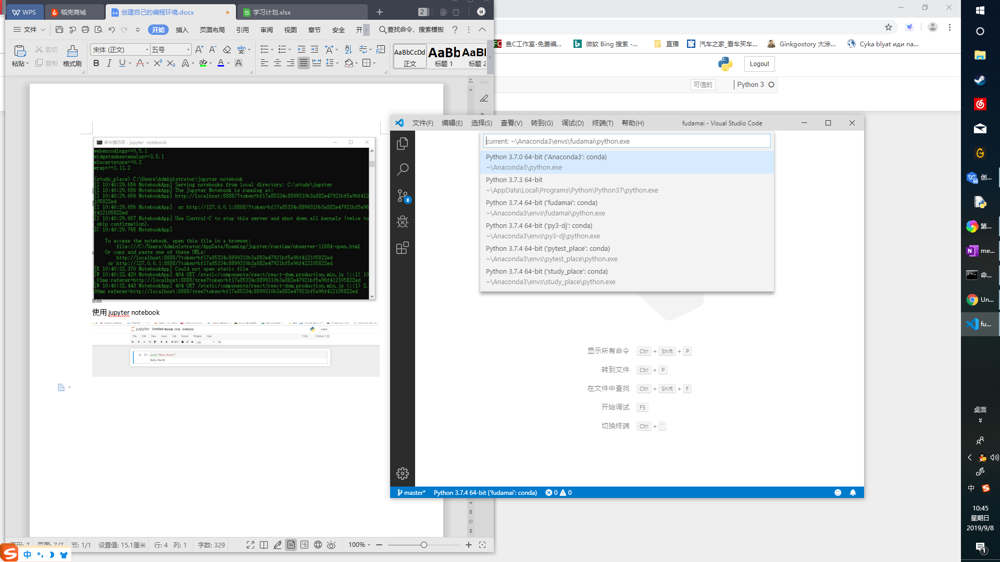 WPS
稻壳商城
创建自己的编程环境.docx
学习计划.xlsx
2
文件
开始
插入
页面布局
引用
审阅
视图
章节
安全
开
查找命令、搜索模板
粘贴
剪切
复制
格式刷
宋体 (正文)
五号
AaBbCcDd
正文
AaBb
标题 1
AaBl
标题 2
命令提示符 - jupyter notebook
webencodings==0.5.1
widgetsnbextension==3.5.1
wincertstore==0.2
wrapt==1.11.2
(study_place) C:\Users\Administrator>jupyter notebook
[I 10:40:29.656 NotebookApp] Serving notebooks from local directory: C:\study\jupyter
[I 10:40:29.656 NotebookApp] The Jupyter Notebook is running at:
[I 10:40:29.656 NotebookApp] http://localhost:8888/?token=bf17a85334c8899310b3a882e47921bf5a96f412
105822ed
[I 10:40:29.656 NotebookApp]  or http://127.0.0.1:8888/?token=bf17a85334c8899310b3a882e47921bf5a96
f412105822ed
[I 10:40:29.657 NotebookApp] Use Control-C to stop this server and shut down all kernels (twice to
skip confirmation).
[C 10:40:29.765 NotebookApp]
To access the notebook, open this file in a browser:
file:///C:/Users/Administrator/AppData/Roaming/jupyter/runtime/nbserver-11684-open.html
Or copy and paste one of these URLs:
http://localhost:8888/?token=bf17a85334c8899310b3a882e47921bf5a96f412105822ed
or http://127.0.0.1:8888/?token=bf17a85334c8899310b3a882e47921bf5a96f412105822ed
[E 10:40:32.370 NotebookApp] Could not open static file ''
[W 10:40:32.420 NotebookApp] 404 GET /static/components/react/react-dom.production.min.js (::1) 10
.01ms referer=http://localhost:8888/tree?token=bf17a85334c8899310b3a882e47921bf5a96f412105822ed
[W 10:40:32.443 NotebookApp] 404 GET /static/components/react/react-dom.production.min.js (::1) 2.
00ms referer=http://localhost:8888/tree?token=bf17a85334c8899310b3a882e47921bf5a96f412105822ed
使用 jupyter notebook
jupyter Untitled
Logout
File Edit View Insert Cell Kernel Widgets Help
Python 3
In [1]: print("Hello World!")
Hello World!
页面: 7/7
节: 1/1
设置值: 15.1厘米
行: 4
列: 1
字数: 329
100%
中
鱼C工作室-免费编...
微软 Bing 搜索 -...
直播
汽车之家_看车买车...
Ginkgostory 大涂...
Cyka blyat иди на...
Logout
可信的
Python 3
文件(F)
编辑(E)
选择(S)
查看(V)
转到(G)
调试(D)
终端(T)
帮助(H)
fudamai - Visual Studio Code
current: ~\Anaconda3\envs\fudamai\python.exe
Python 3.7.0 64-bit ('Anaconda3': conda)
~\Anaconda3\python.exe
Python 3.7.3 64-bit
~\AppData\Local\Programs\Python\Python37\python.exe
Python 3.7.4 64-bit ('fudamai': conda)
~\Anaconda3\envs\fudamai\python.exe
Python 3.7.4 64-bit ('py3-dj': conda)
~\Anaconda3\envs\py3-dj\python.exe
Python 3.7.4 64-bit ('pytest_place': conda)
~\Anaconda3\envs\pytest_place\python.exe
Python 3.7.4 64-bit ('study_place': conda)
~\Anaconda3\envs\study_place\python.exe
8
显示所有命令 Ctrl + Shift + P
转到文件 Ctrl + P
在文件中查找 Ctrl + Shift + F
开始调试 F5
切换终端 Ctrl + `
master*
Python 3.7.4 64-bit ('fudamai': conda)
0
0
创...
第...
me...
命...
Un...
fu...
桌面
中
10:45
星期日
2019/9/8
1